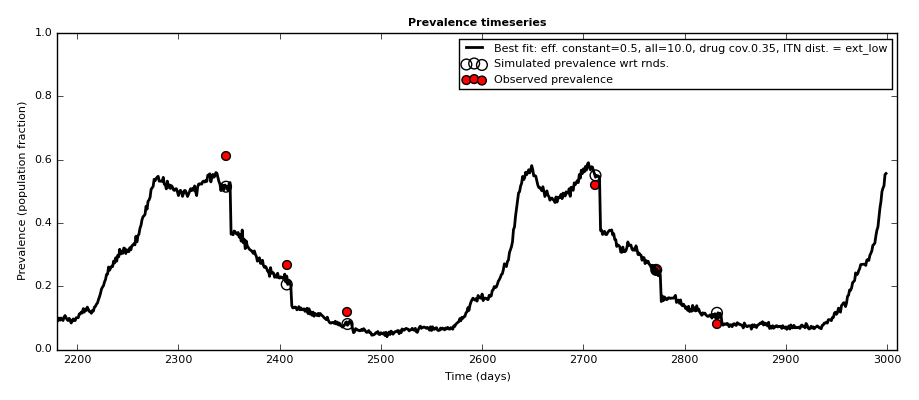 Prevalence timeseries
Best fit: eff. constant=0.5, all=10.0, drug cov.0.35, ITN dist. = ext_low
Simulated prevalence wrt rnds.
Observed prevalence
Prevalence (population fraction)
1.0
0.8
0.6
0.4
0.2
0.0
2200 2300 2400 2500 2600 2700 2800 2900 3000
Time (days)